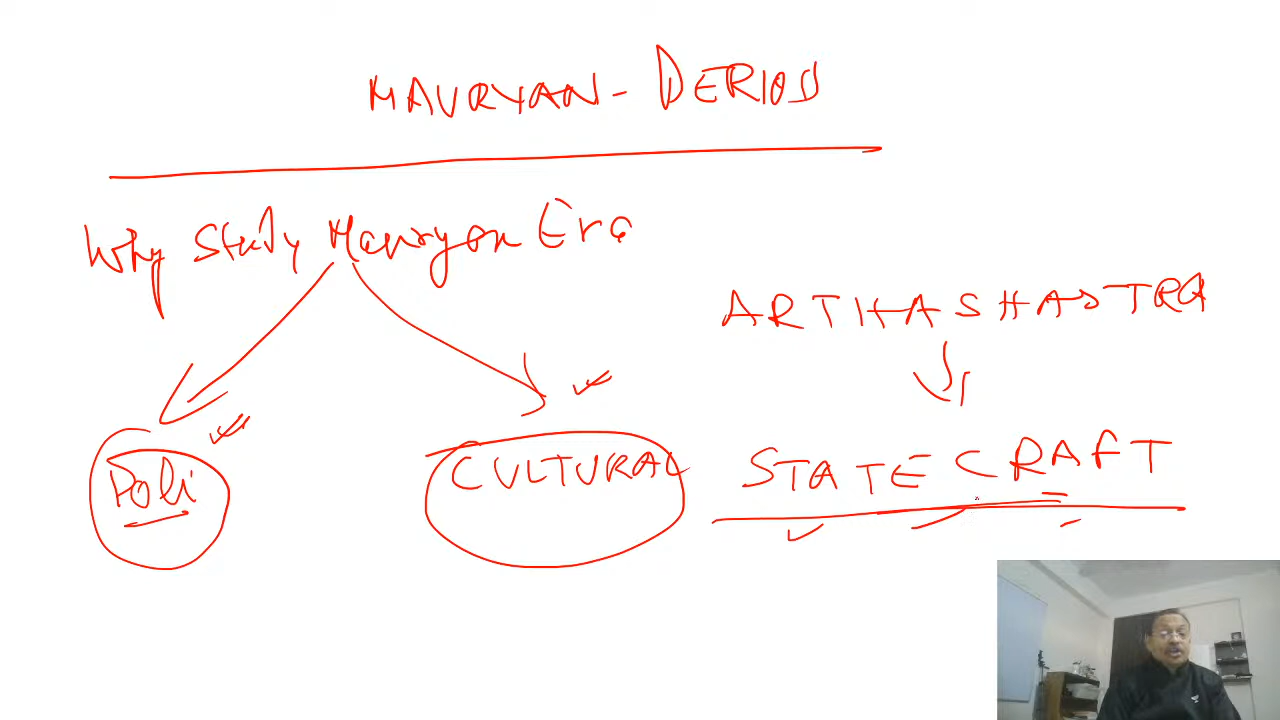 MAURYAN - PERIOD
Why Study Mauryan Era
ARTHASHASTRA
Poli
CULTURAL
STATE CRAFT